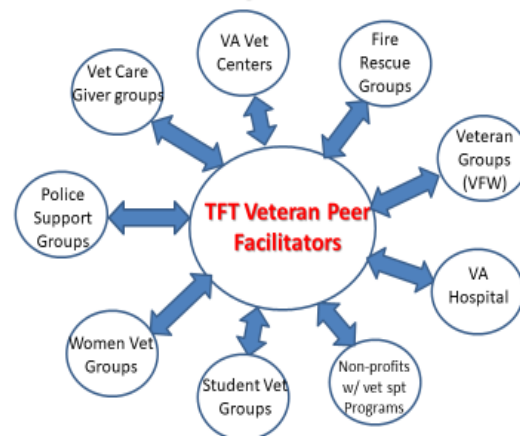 VA Vet
Centers
Fire
Rescue
Groups
Vet Care
Giver groups
Veteran
Groups
(VFW)
Police
Support
Groups
TFT Veteran Peer
Facilitators
VA
Hospital
Women Vet
Groups
Student Vet
Groups
Non-profits
w/ vet spt
Programs